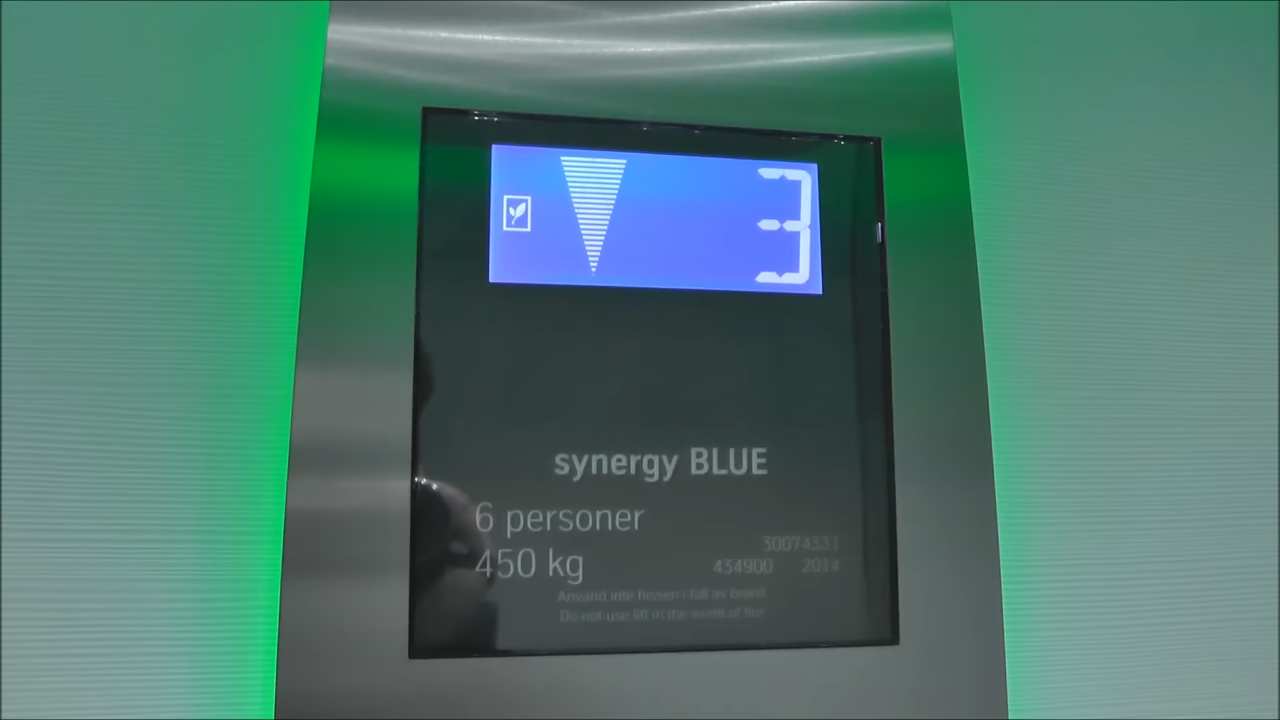 3
synergy BLUE
6 personer
450 kg
30074331
434900 2014
Använd inte hissen i fall av brand
Do not use lift in the event of fire